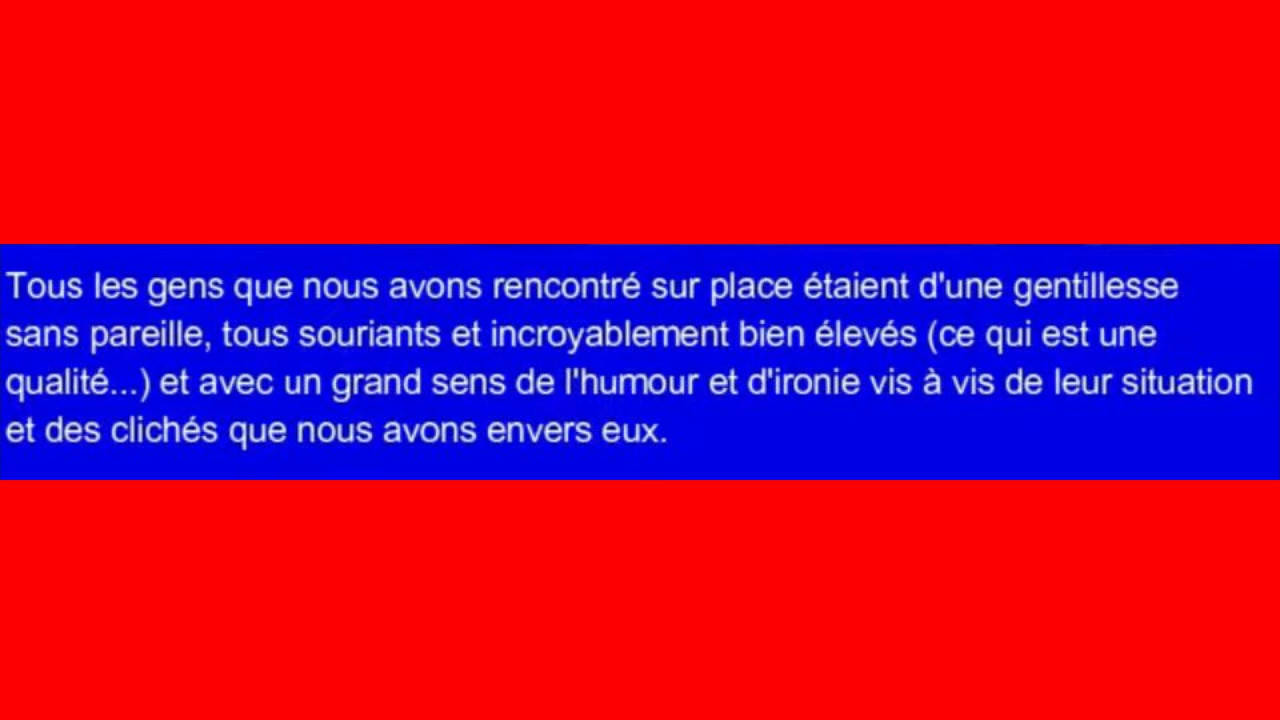 Tous les gens que nous avons rencontré sur place étaient d'une gentillesse
sans pareille, tous souriants et incroyablement bien élevés (ce qui est une
qualité...) et avec un grand sens de l'humour et d'ironie vis à vis de leur situation
et des clichés que nous avons envers eux.